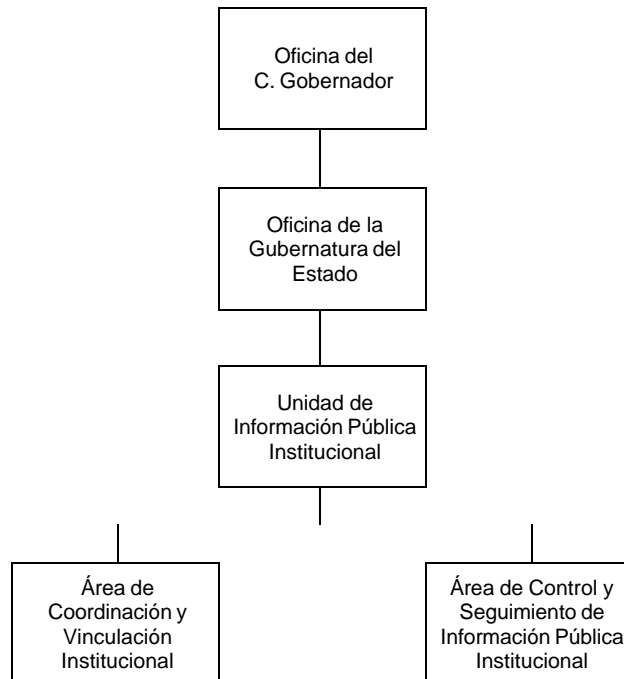 Oficina del
C. Gobernador
Oficina de la
Gubernatura del
Estado
Unidad de
Información Pública
Institucional
Área de
Coordinación y
Vinculación
Institucional
Área de Control y
Seguimiento de
Información Pública
Institucional